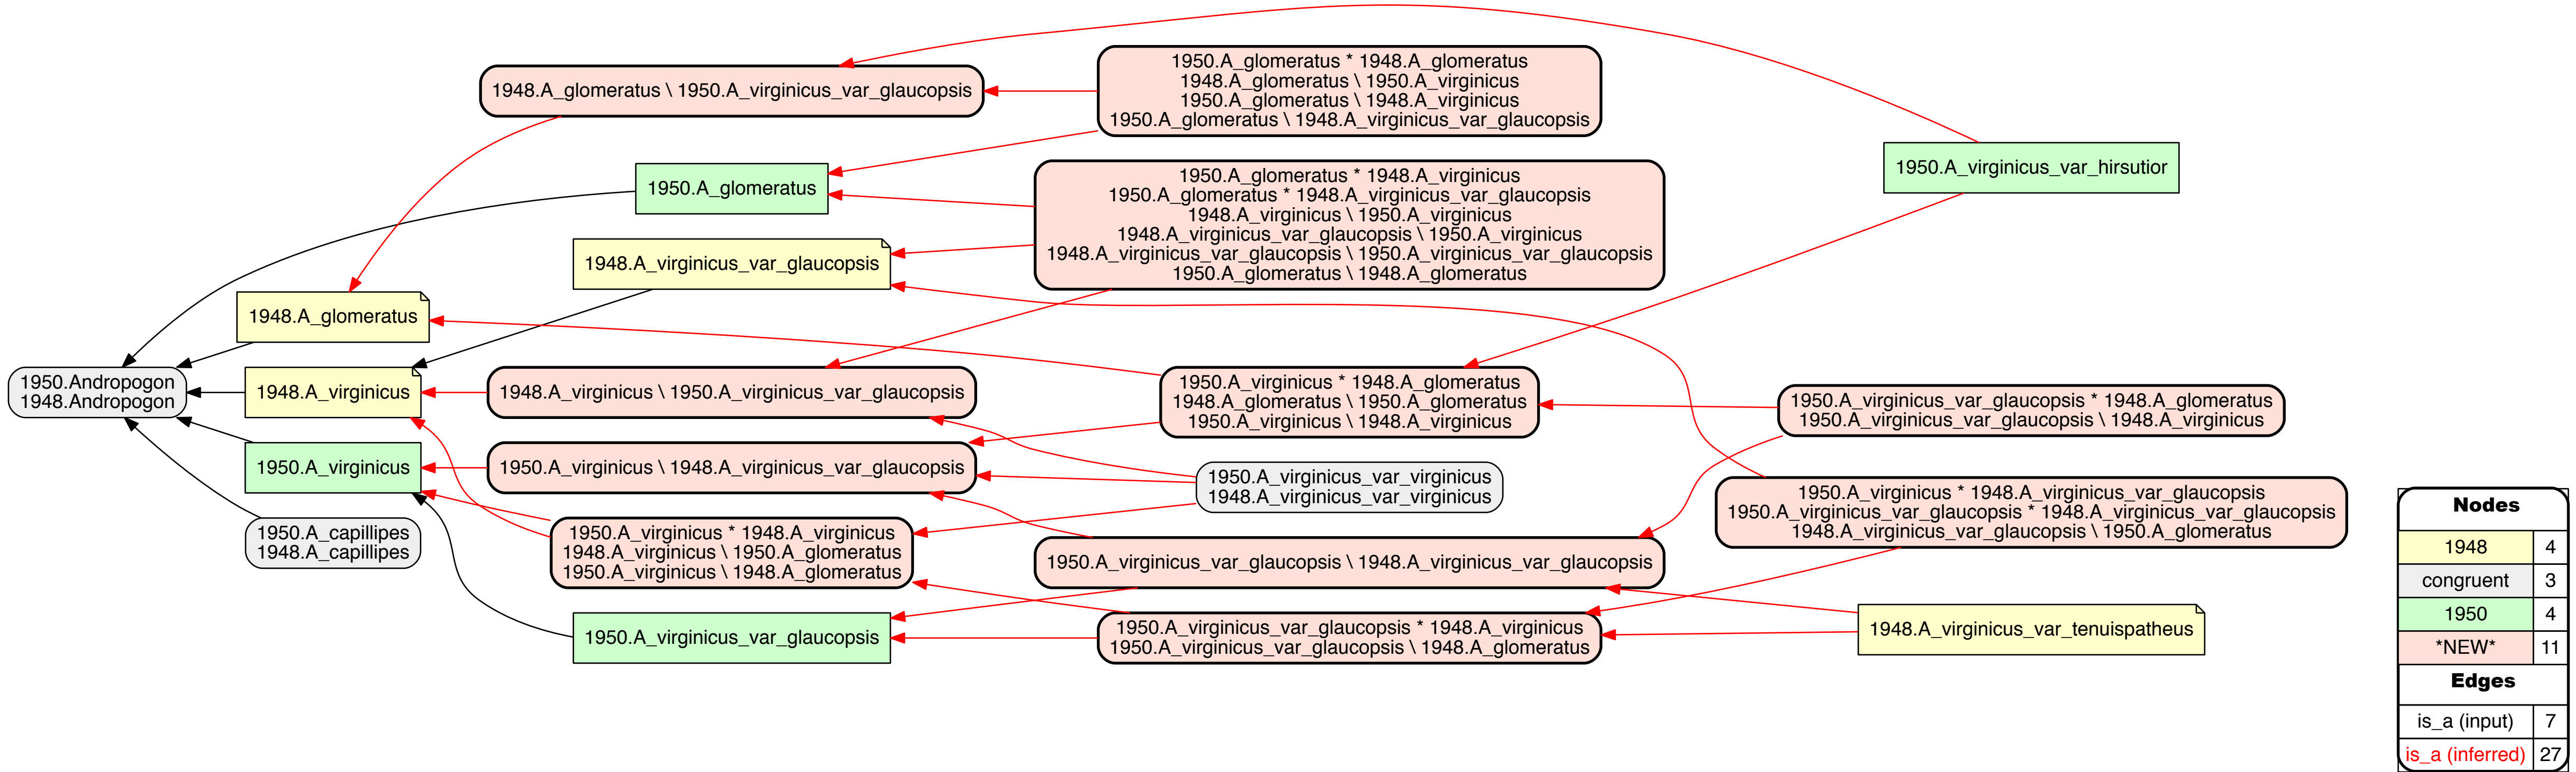 1948.A_glomeratus \ 1950.A_virginicus_var_glaucopsis
1950.A_glomeratus * 1948.A_glomeratus
1948.A_glomeratus \ 1950.A_virginicus
1950.A_glomeratus \ 1948.A_virginicus
1950.A_glomeratus \ 1948.A_virginicus_var_glaucopsis
1950.A_virginicus_var_hirsutior
1950.A_glomeratus
1950.A_glomeratus * 1948.A_virginicus
1950.A_glomeratus * 1948.A_virginicus_var_glaucopsis
1948.A_virginicus \ 1950.A_virginicus
1948.A_virginicus_var_glaucopsis \ 1950.A_virginicus
1948.A_virginicus_var_glaucopsis \ 1950.A_virginicus_var_glaucopsis
1950.A_glomeratus \ 1948.A_glomeratus
1948.A_virginicus_var_glaucopsis
1948.A_glomeratus
1950.Andropogon
1948.Andropogon
1948.A_virginicus
1948.A_virginicus \ 1950.A_virginicus_var_glaucopsis
1950.A_virginicus * 1948.A_glomeratus
1948.A_glomeratus \ 1950.A_glomeratus
1950.A_virginicus \ 1948.A_virginicus
1950.A_virginicus_var_glaucopsis * 1948.A_glomeratus
1950.A_virginicus_var_glaucopsis \ 1948.A_virginicus
1950.A_virginicus
1950.A_virginicus \ 1948.A_virginicus_var_glaucopsis
1950.A_virginicus_var_virginicus
1948.A_virginicus_var_virginicus
1950.A_virginicus * 1948.A_virginicus_var_glaucopsis
1950.A_virginicus_var_glaucopsis * 1948.A_virginicus_var_glaucopsis
1948.A_virginicus_var_glaucopsis \ 1950.A_glomeratus
1950.A_capillipes
1948.A_capillipes
1950.A_virginicus * 1948.A_virginicus
1948.A_virginicus \ 1950.A_glomeratus
1950.A_virginicus \ 1948.A_glomeratus
1950.A_virginicus_var_glaucopsis \ 1948.A_virginicus_var_glaucopsis
1950.A_virginicus_var_glaucopsis
1950.A_virginicus_var_glaucopsis * 1948.A_virginicus
1950.A_virginicus_var_glaucopsis \ 1948.A_glomeratus
1948.A_virginicus_var_tenuispatheus
Nodes
1948 4
congruent 3
1950 4
*NEW* 11
Edges
is_a (input) 7
is_a (inferred) 27